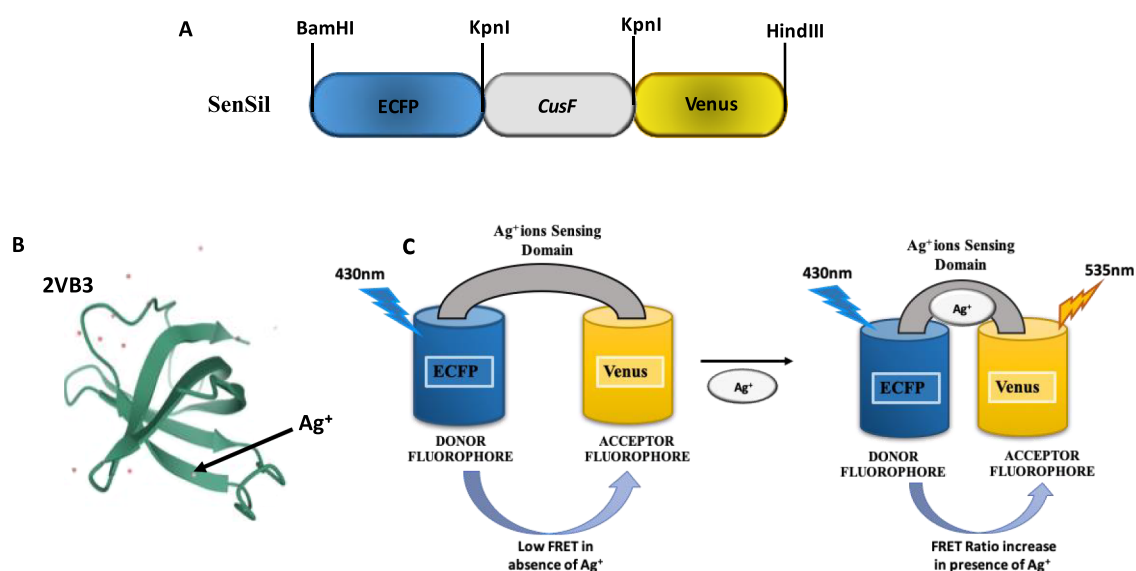 A
BamHI
KpnI
KpnI
HindIII
SenSil
ECFP
CusF
Venus
B
2VB3
Ag⁺
C
Ag⁺ions Sensing
Domain
430nm
ECFP
Venus
DONOR
FLUOROPHORE
ACCEPTOR
FLUOROPHORE
Low FRET in
absence of Ag⁺
Ag⁺
Ag⁺ions Sensing
Domain
430nm
535nm
Ag⁺
ECFP
Venus
DONOR
FLUOROPHORE
ACCEPTOR
FLUOROPHORE
FRET Ratio increase
in presence of Ag⁺